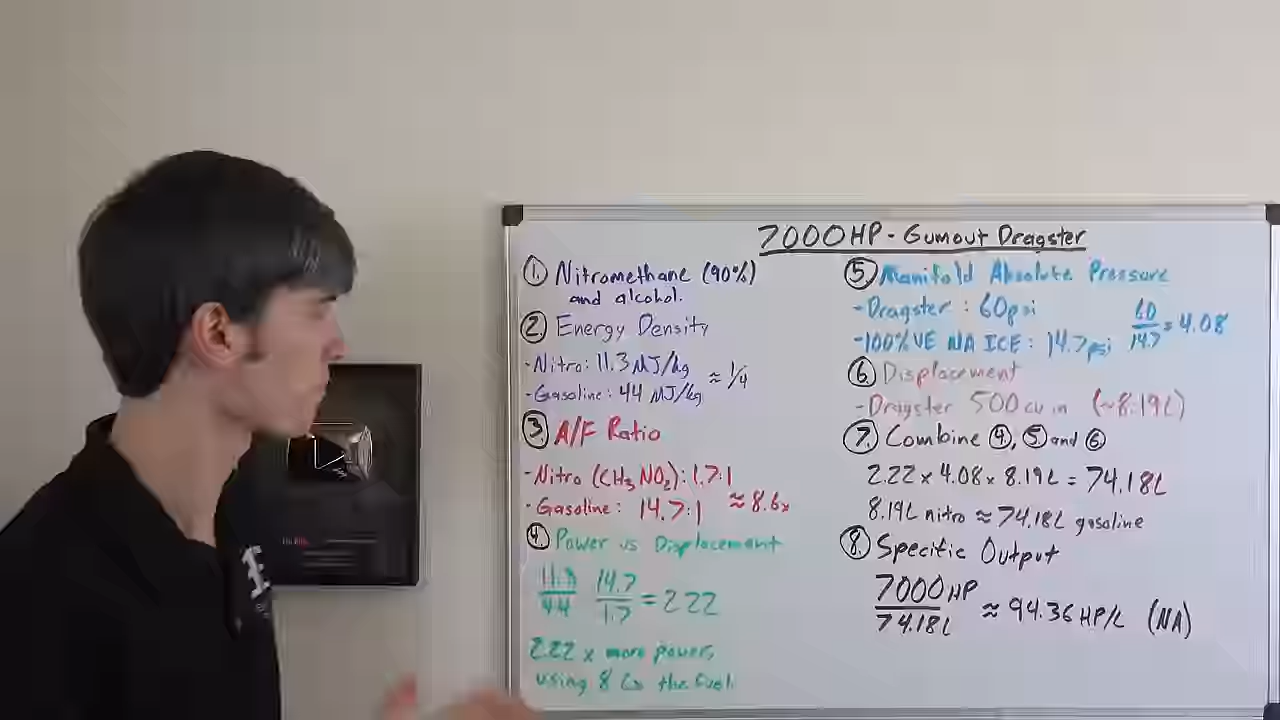 7000HP - Gumout Dragster
1. Nitromethane (90%)
and alcohol.
2. Energy Density
-Nitro: 11.3 MJ/kg
-Gasoline: 44 MJ/kg
≈ 1/4
3. A/F Ratio
-Nitro (CH3NO2): 1.7:1
-Gasoline: 14.7:1
≈ 8.6x
4. Power vs Displacement
11.3/44 14.7/1.7 = 2.22
2.22 x more power,
using 8.6x the fuel.
5. Manifold Absolute Pressure
-Dragster: 60psi
-100% VE NA ICE: 14.7psi
60/14.7 = 4.08
6. Displacement
-Dragster 500 cu in (~8.19L)
7. Combine 4, 5 and 6
2.22 x 4.08 x 8.19L = 74.18L
8.19L nitro ≈ 74.18L gasoline
8. Specific Output
7000HP/74.18L ≈ 94.36 HP/L (NA)